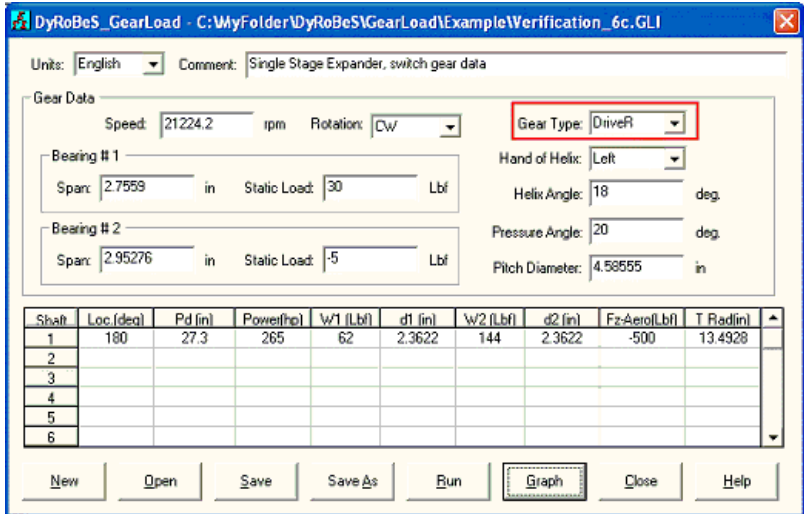 DyRoBeS_GearLoad - C:\MyFolder\DyRoBeS\GearLoad\Example\Verification_6c.GLI
Units: English Comment: Single Stage Expander, switch gear data
Gear Data
Speed: 21224.2 rpm Rotation: CW Gear Type: DriveR
Bearing # 1 Hand of Helix: Left
Span: 2.7559 in Static Load: 30 Lbf Helix Angle: 18 deg.
Bearing # 2 Pressure Angle: 20 deg.
Span: 2.95276 in Static Load: -5 Lbf Pitch Diameter: 4.58555 in
Shaft Loc.(deg) Pd (in) Power(hp) W1 (Lbf) d1 (in) W2 (Lbf) d2 (in) Fz-Aero(Lbf) T Rad(in)
1 180 27.3 265 62 2.3622 144 2.3622 -500 13.4928
2
3
4
5
6
New Open Save Save As Run Graph Close Help